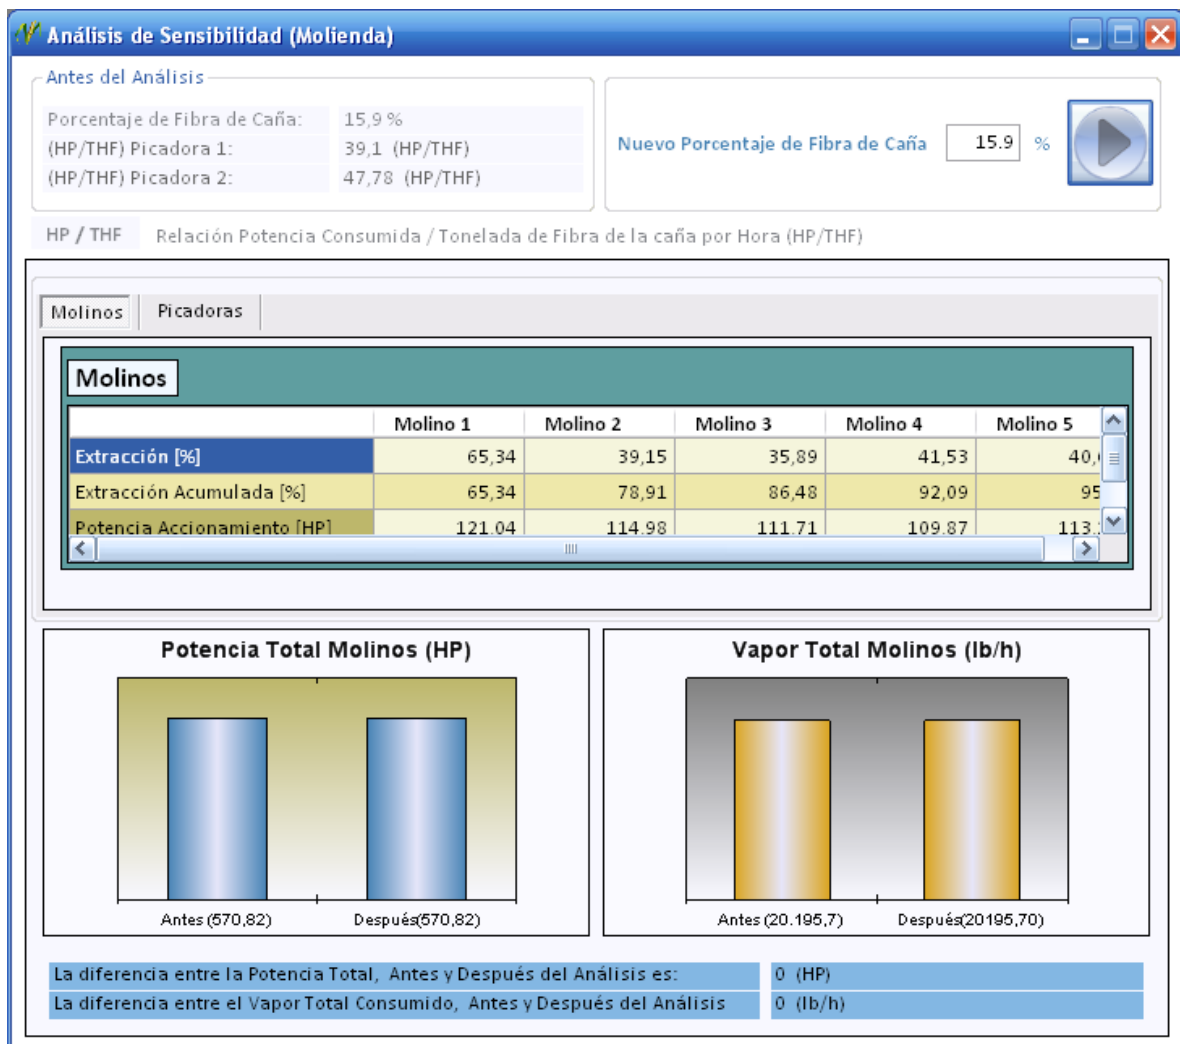 Análisis de Sensibilidad (Molienda)
Antes del Análisis
Porcentaje de Fibra de Caña: 15,9 %
(HP/THF) Picadora 1: 39,1 (HP/THF)
(HP/THF) Picadora 2: 47,78 (HP/THF)
Nuevo Porcentaje de Fibra de Caña 15.9 %
HP / THF Relación Potencia Consumida / Tonelada de Fibra de la caña por Hora (HP/THF)
Molinos Picadoras
Molinos
Molino 1 Molino 2 Molino 3 Molino 4 Molino 5
Extracción [%] 65,34 39,15 35,89 41,53 40,
Extracción Acumulada [%] 65,34 78,91 86,48 92,09 95
Potencia Accionamiento [HP] 121.04 114.98 111.71 109.87 113.
Potencia Total Molinos (HP)
Antes (570,82) Después(570,82)
Vapor Total Molinos (lb/h)
Antes (20.195,7) Después(20195,70)
La diferencia entre la Potencia Total, Antes y Después del Análisis es: 0 (HP)
La diferencia entre el Vapor Total Consumido, Antes y Después del Análisis 0 (lb/h)